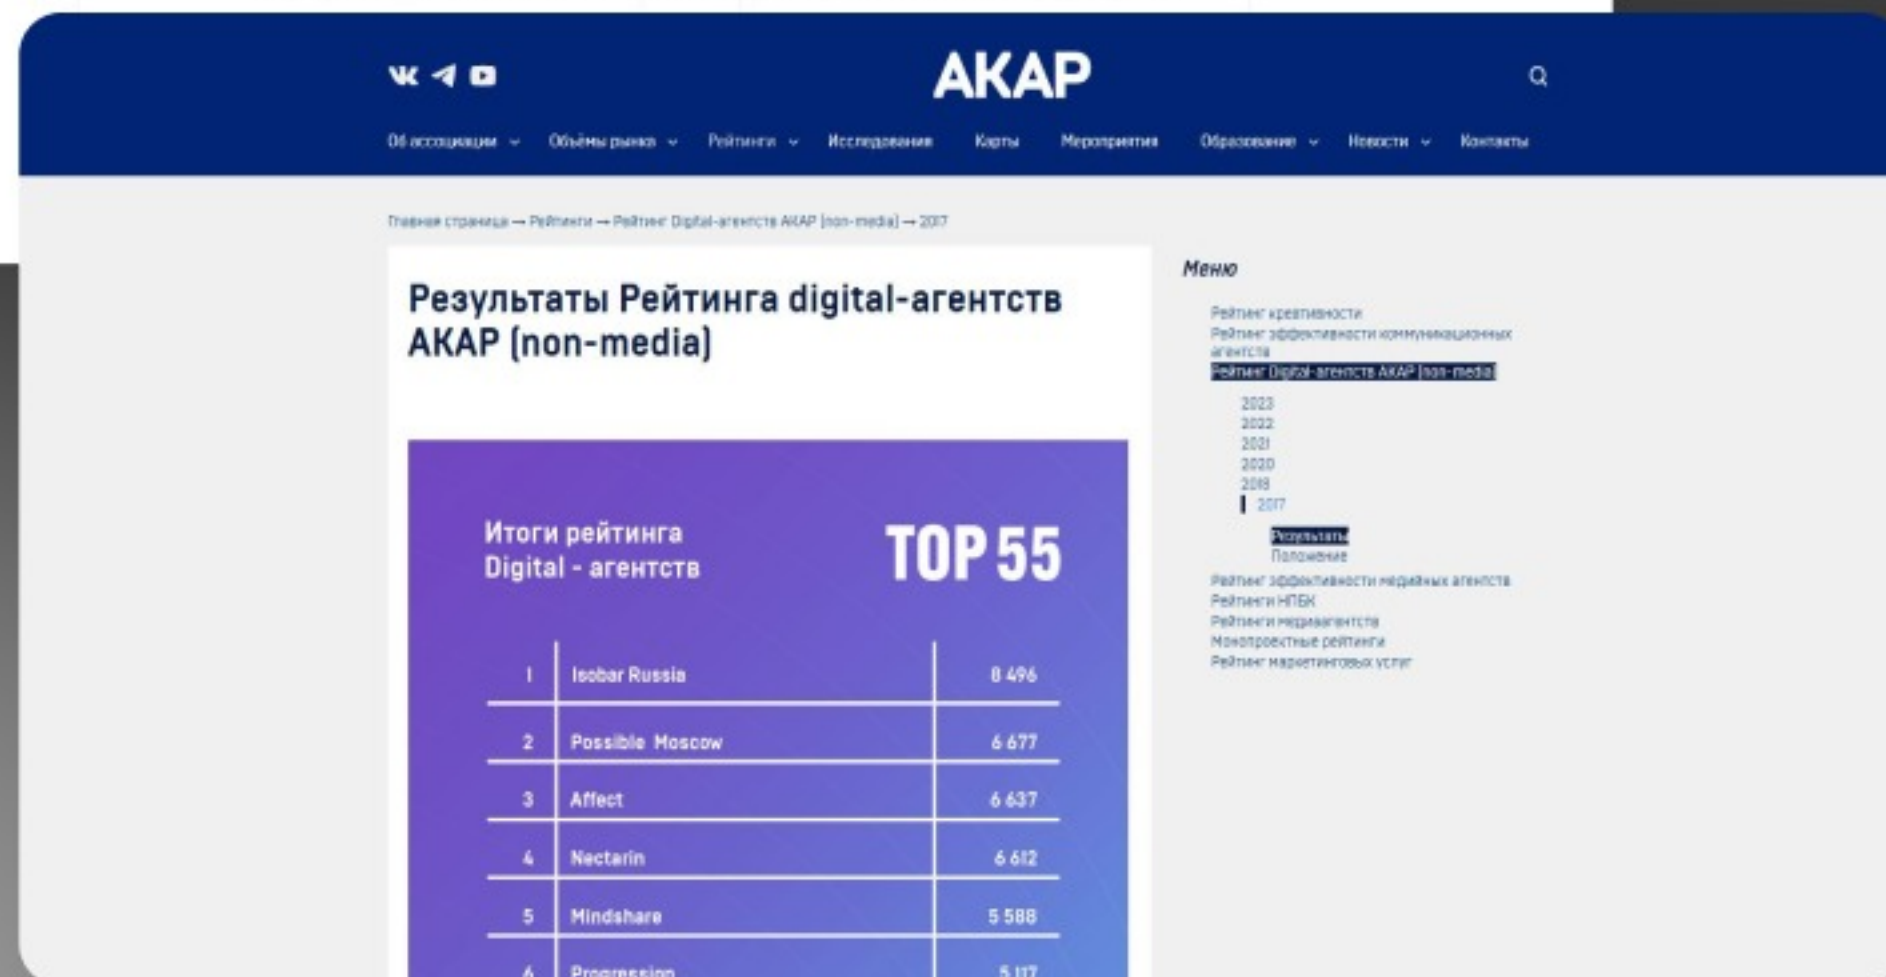 АКАР
Об ассоциации Объёмы рынка Рейтинги Исследования Карты Мероприятия Образование Новости Контакты
Главная страница → Рейтинги → Рейтинг Digital-агентств АКАР (non-media) → 2017
Результаты Рейтинга digital-агентств
АКАР (non-media)
Меню
Рейтинг креативности
Рейтинг эффективности коммуникационных
агентств
Рейтинг Digital-агентств АКАР (non-media)
2023
2022
2021
2020
2018
2017
Результаты
Положение
Рейтинг эффективности медийных агентств
Рейтинги НПБК
Рейтинги медиаагентств
Монопроектные рейтинги
Рейтинг маркетинговых услуг
Итоги рейтинга
Digital - агентств
TOP 55
1 Isobar Russia 8 496
2 Possible Moscow 6 677
3 Affect 6 637
4 Nectarin 6 612
5 Mindshare 5 588
6 Progression 5 117